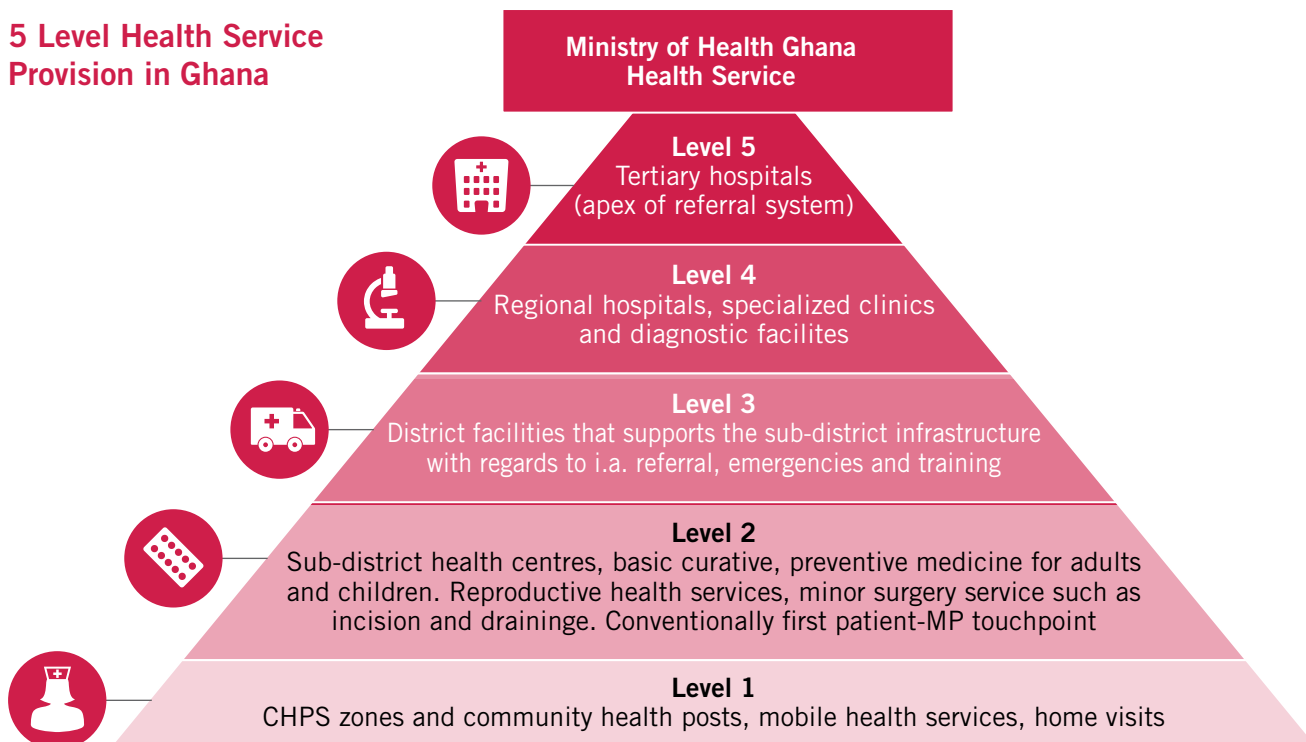 5 Level Health Service
Provision in Ghana
Ministry of Health Ghana
Health Service
Level 5
Tertiary hospitals
(apex of referral system)
Level 4
Regional hospitals, specialized clinics
and diagnostic facilites
Level 3
District facilities that supports the sub-district infrastructure
with regards to i.a. referral, emergencies and training
Level 2
Sub-district health centres, basic curative, preventive medicine for adults
and children. Reproductive health services, minor surgery service such as
incision and draininge. Conventionally first patient-MP touchpoint
Level 1
CHPS zones and community health posts, mobile health services, home visits